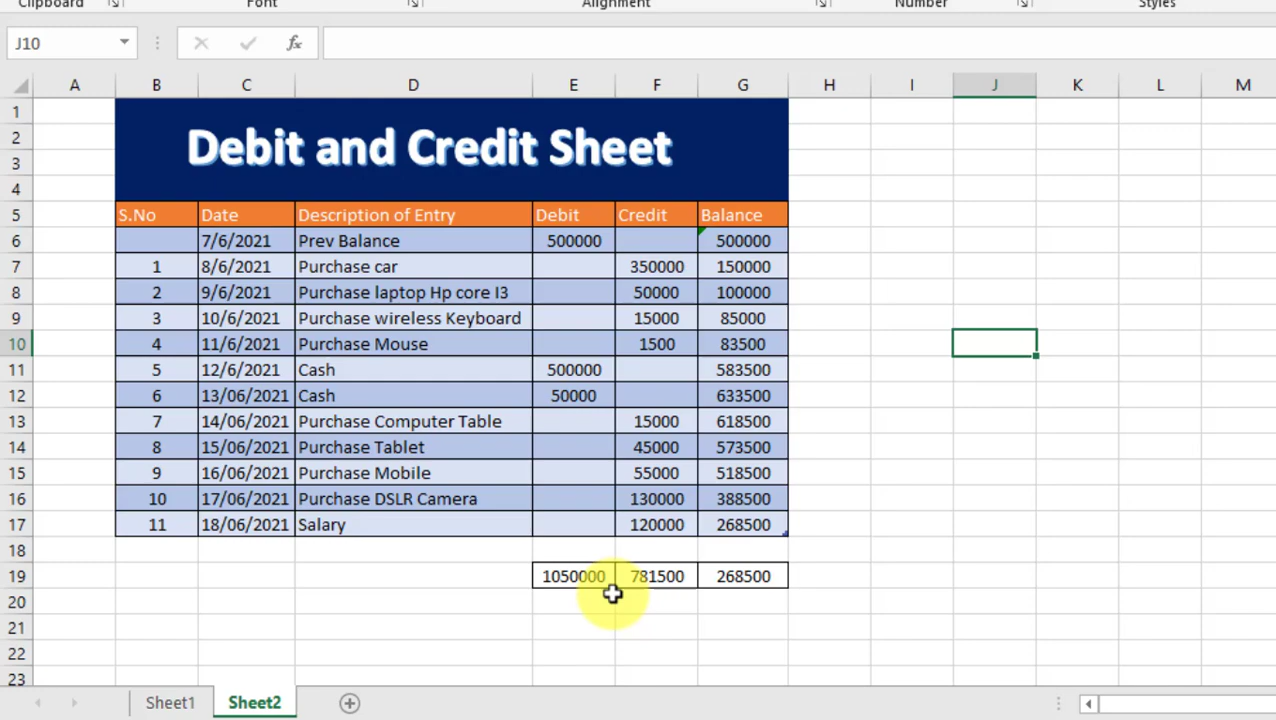 Clipboard Font Alignment Number Styles
J10 fx
A B C D E F G H I J K L M
1
2 Debit and Credit Sheet
3
4
5 S.No Date Description of Entry Debit Credit Balance
6 7/6/2021 Prev Balance 500000 500000
7 1 8/6/2021 Purchase car 350000 150000
8 2 9/6/2021 Purchase laptop Hp core I3 50000 100000
9 3 10/6/2021 Purchase wireless Keyboard 15000 85000
10 4 11/6/2021 Purchase Mouse 1500 83500
11 5 12/6/2021 Cash 500000 583500
12 6 13/06/2021 Cash 50000 633500
13 7 14/06/2021 Purchase Computer Table 15000 618500
14 8 15/06/2021 Purchase Tablet 45000 573500
15 9 16/06/2021 Purchase Mobile 55000 518500
16 10 17/06/2021 Purchase DSLR Camera 130000 388500
17 11 18/06/2021 Salary 120000 268500
18
19 1050000 781500 268500
20
21
22
23
Sheet1 Sheet2